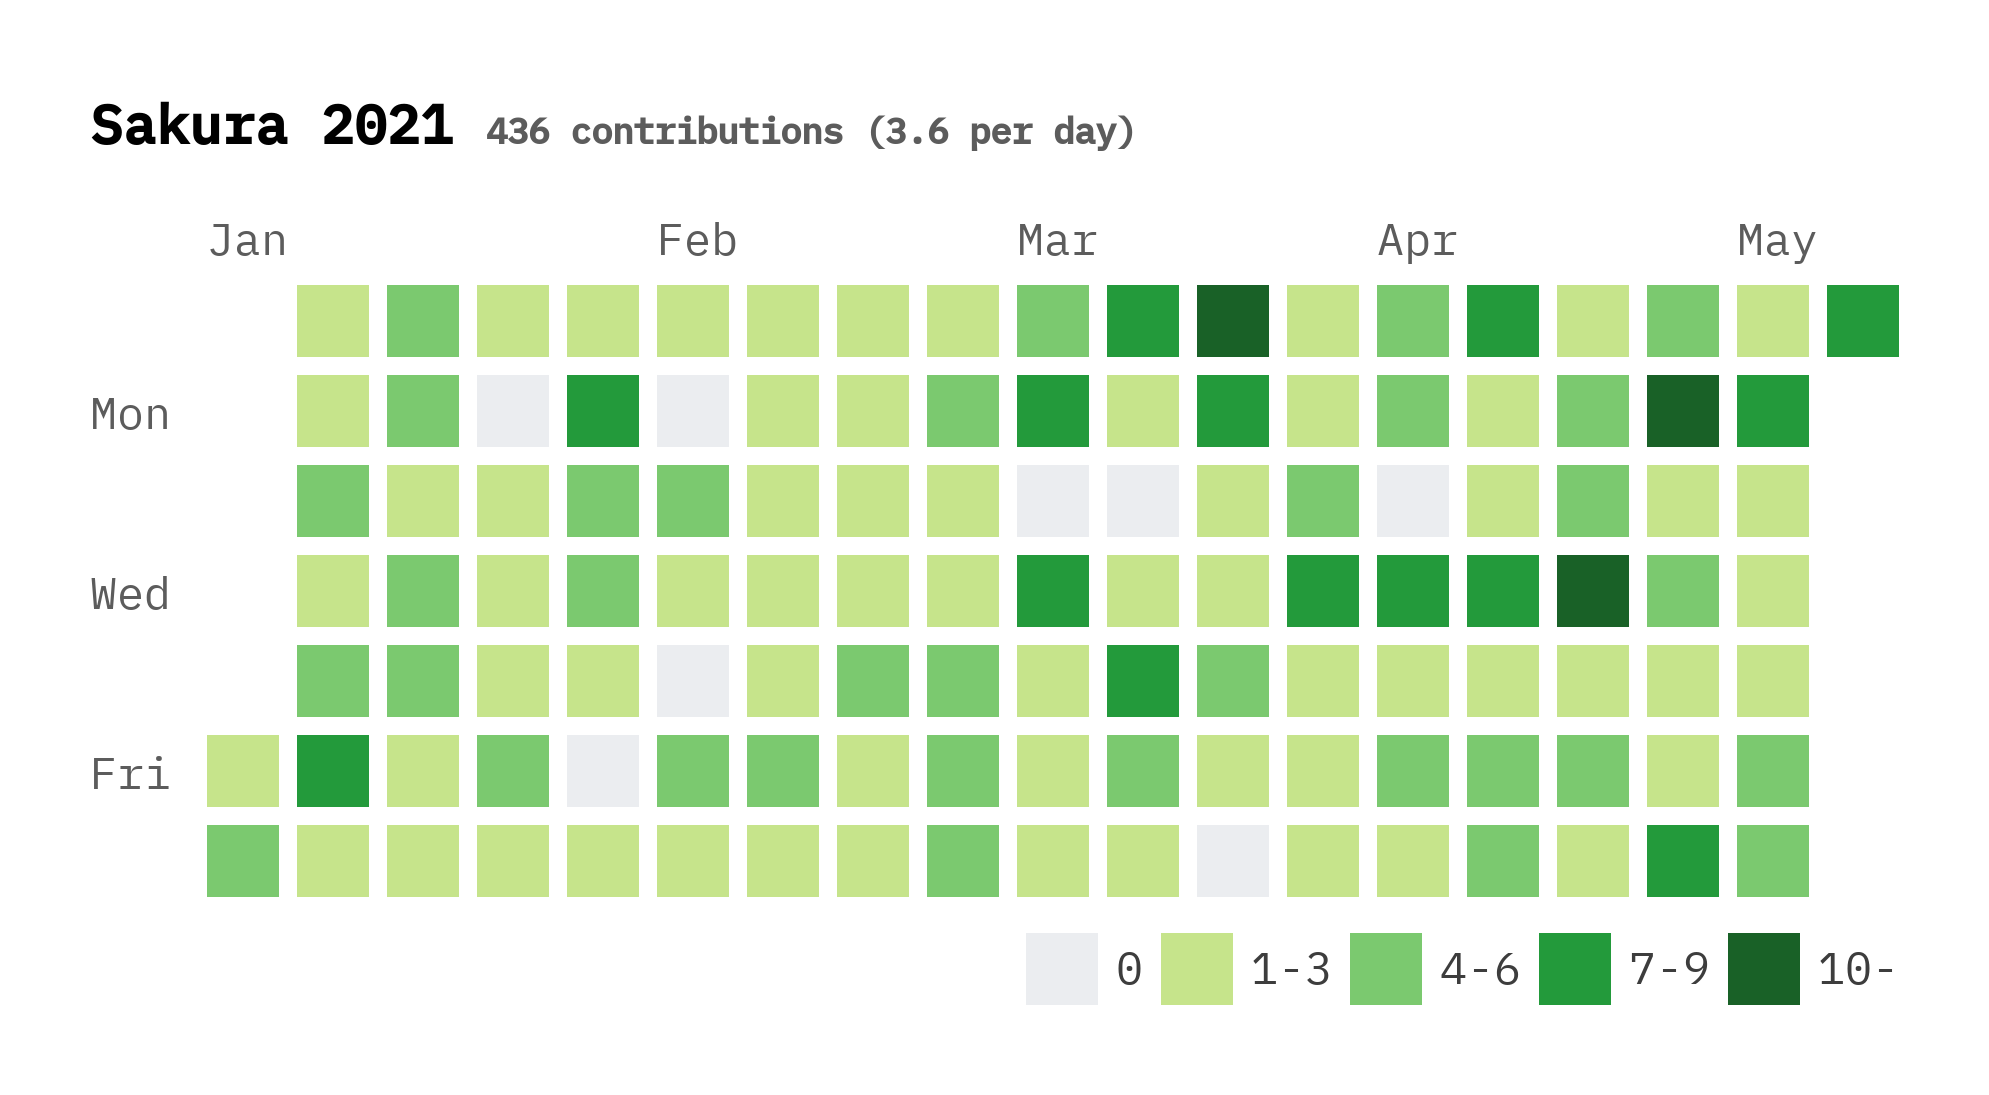 Sakura 2021 436 contributions (3.6 per day)
Jan Feb Mar Apr May
Mon
Wed
Fri
0 1-3 4-6 7-9 10-